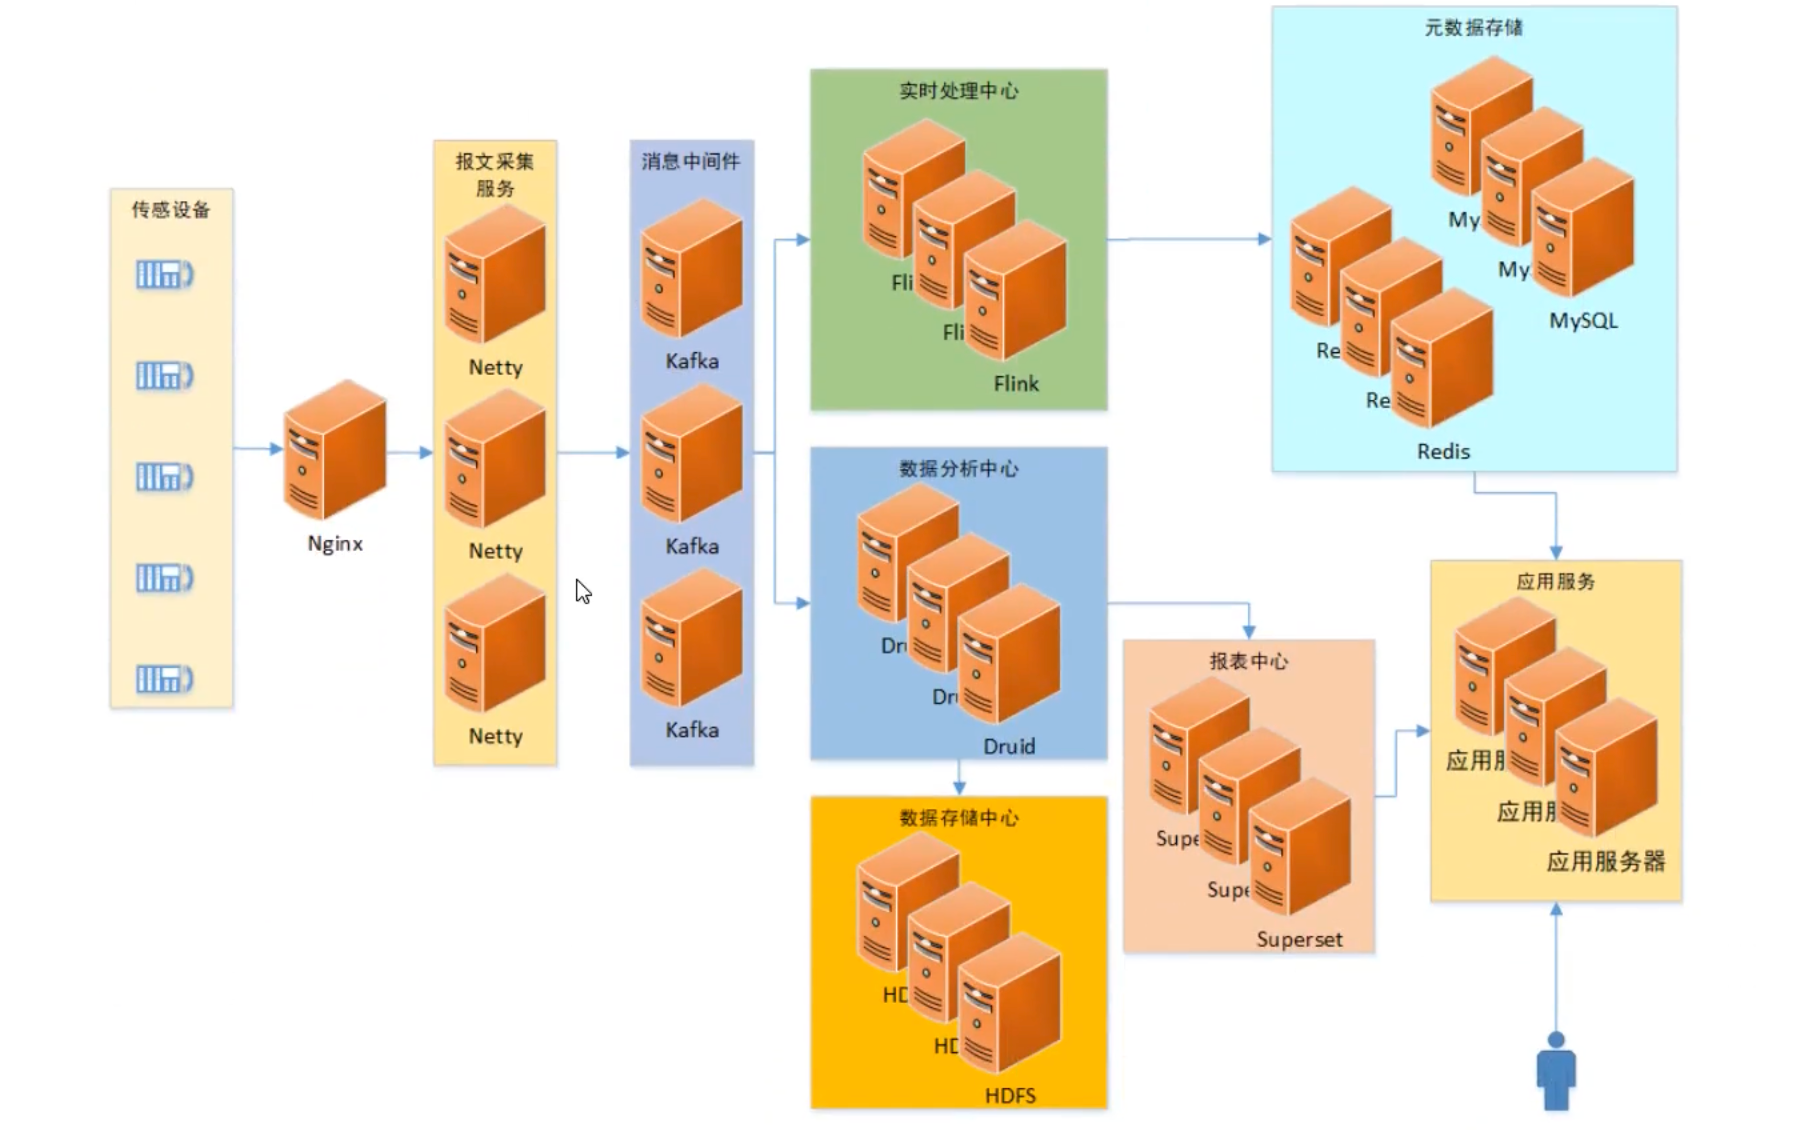 传感设备
Nginx
报文采集
服务
Netty
Netty
Netty
消息中间件
Kafka
Kafka
Kafka
实时处理中心
Fli
Fli
Flink
数据分析中心
Dru
Dru
Druid
数据存储中心
HD
HD
HDFS
元数据存储
My
My
MySQL
Re
Re
Redis
报表中心
Supe
Supe
Superset
应用服务
应用服
应用服
应用服务器